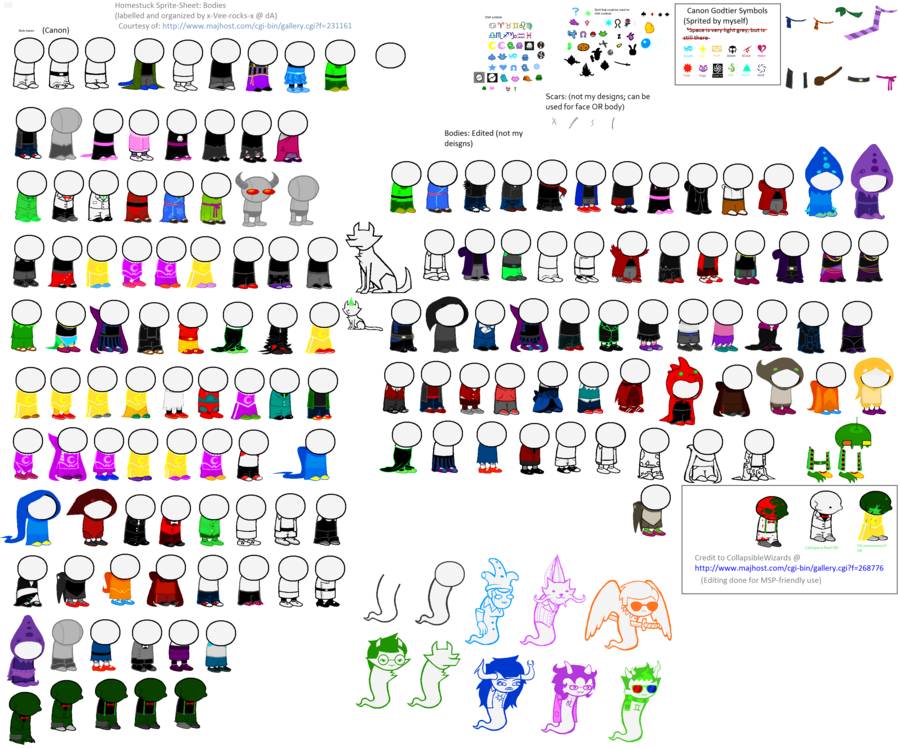 Homestuck Sprite-Sheet: Bodies
(labelled and organized by x-Vee-rocks-x @ dA)
Courtesy of: http://www.majhost.com/cgi-bin/gallery.cgi?f=231161
(Canon)
Scars: (not my designs; can
be used for face OR body)
Canon Godtier Symbols
(Sprited by myself)
*Space is very light grey, but is
still there
Bodies: Edited (not my
deisgns)
Credit to CollapsibleWizards @
http://www.majhost.com/cgi-bin/gallery.cgi?f=268776
(Editing done for MSP-friendly use)